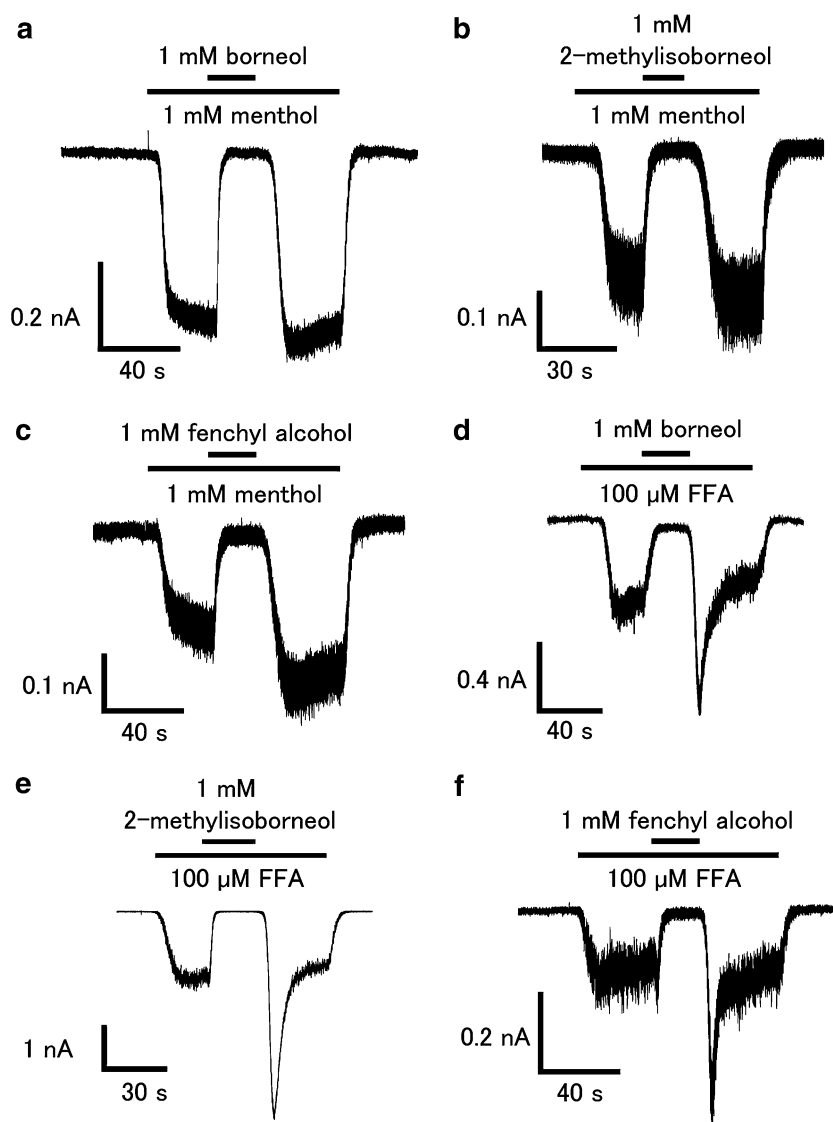 a
1 mM borneol
1 mM menthol
0.2 nA
40 s
b
1 mM
2-methylisoborneol
1 mM menthol
0.1 nA
30 s
c
1 mM fenchyl alcohol
1 mM menthol
0.1 nA
40 s
d
1 mM borneol
100 μM FFA
0.4 nA
40 s
e
1 mM
2-methylisoborneol
100 μM FFA
1 nA
30 s
f
1 mM fenchyl alcohol
100 μM FFA
0.2 nA
40 s